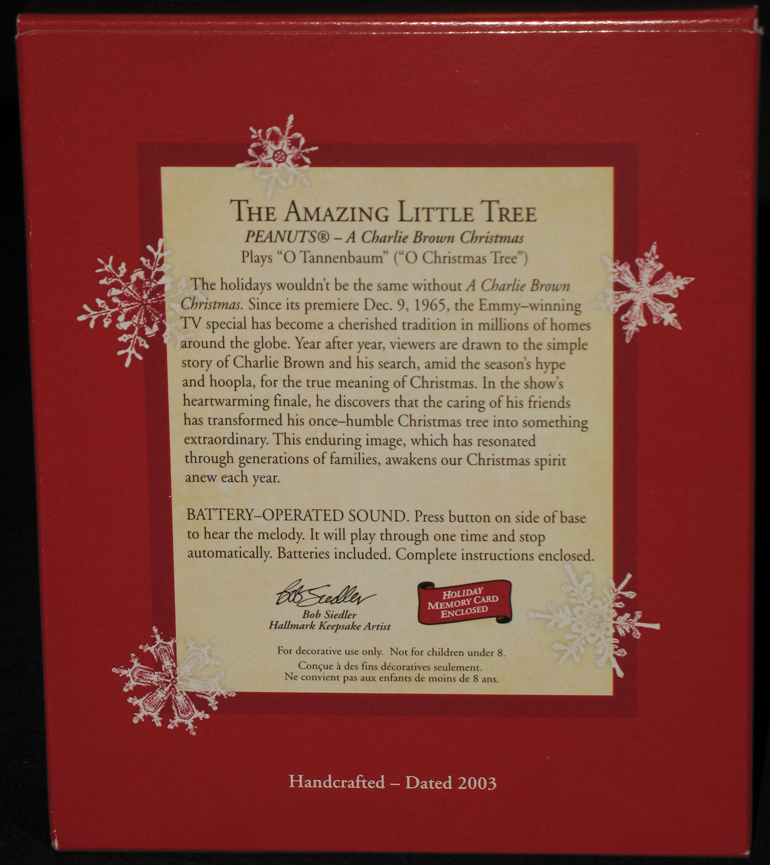 The Amazing Little Tree
PEANUTS® – A Charlie Brown Christmas
Plays “O Tannenbaum” (“O Christmas Tree”)
The holidays wouldn’t be the same without A Charlie Brown
Christmas. Since its premiere Dec. 9, 1965, the Emmy–winning
TV special has become a cherished tradition in millions of homes
around the globe. Year after year, viewers are drawn to the simple
story of Charlie Brown and his search, amid the season’s hype
and hoopla, for the true meaning of Christmas. In the show’s
heartwarming finale, he discovers that the caring of his friends
has transformed his once–humble Christmas tree into something
extraordinary. This enduring image, which has resonated
through generations of families, awakens our Christmas spirit
anew each year.
BATTERY–OPERATED SOUND. Press button on side of base
to hear the melody. It will play through one time and stop
automatically. Batteries included. Complete instructions enclosed.
Bob Siedler
Bob Siedler
Hallmark Keepsake Artist
Holiday
Memory Card
Enclosed
For decorative use only. Not for children under 8.
Conçue à des fins décoratives seulement.
Ne convient pas aux enfants de moins de 8 ans.
Handcrafted – Dated 2003